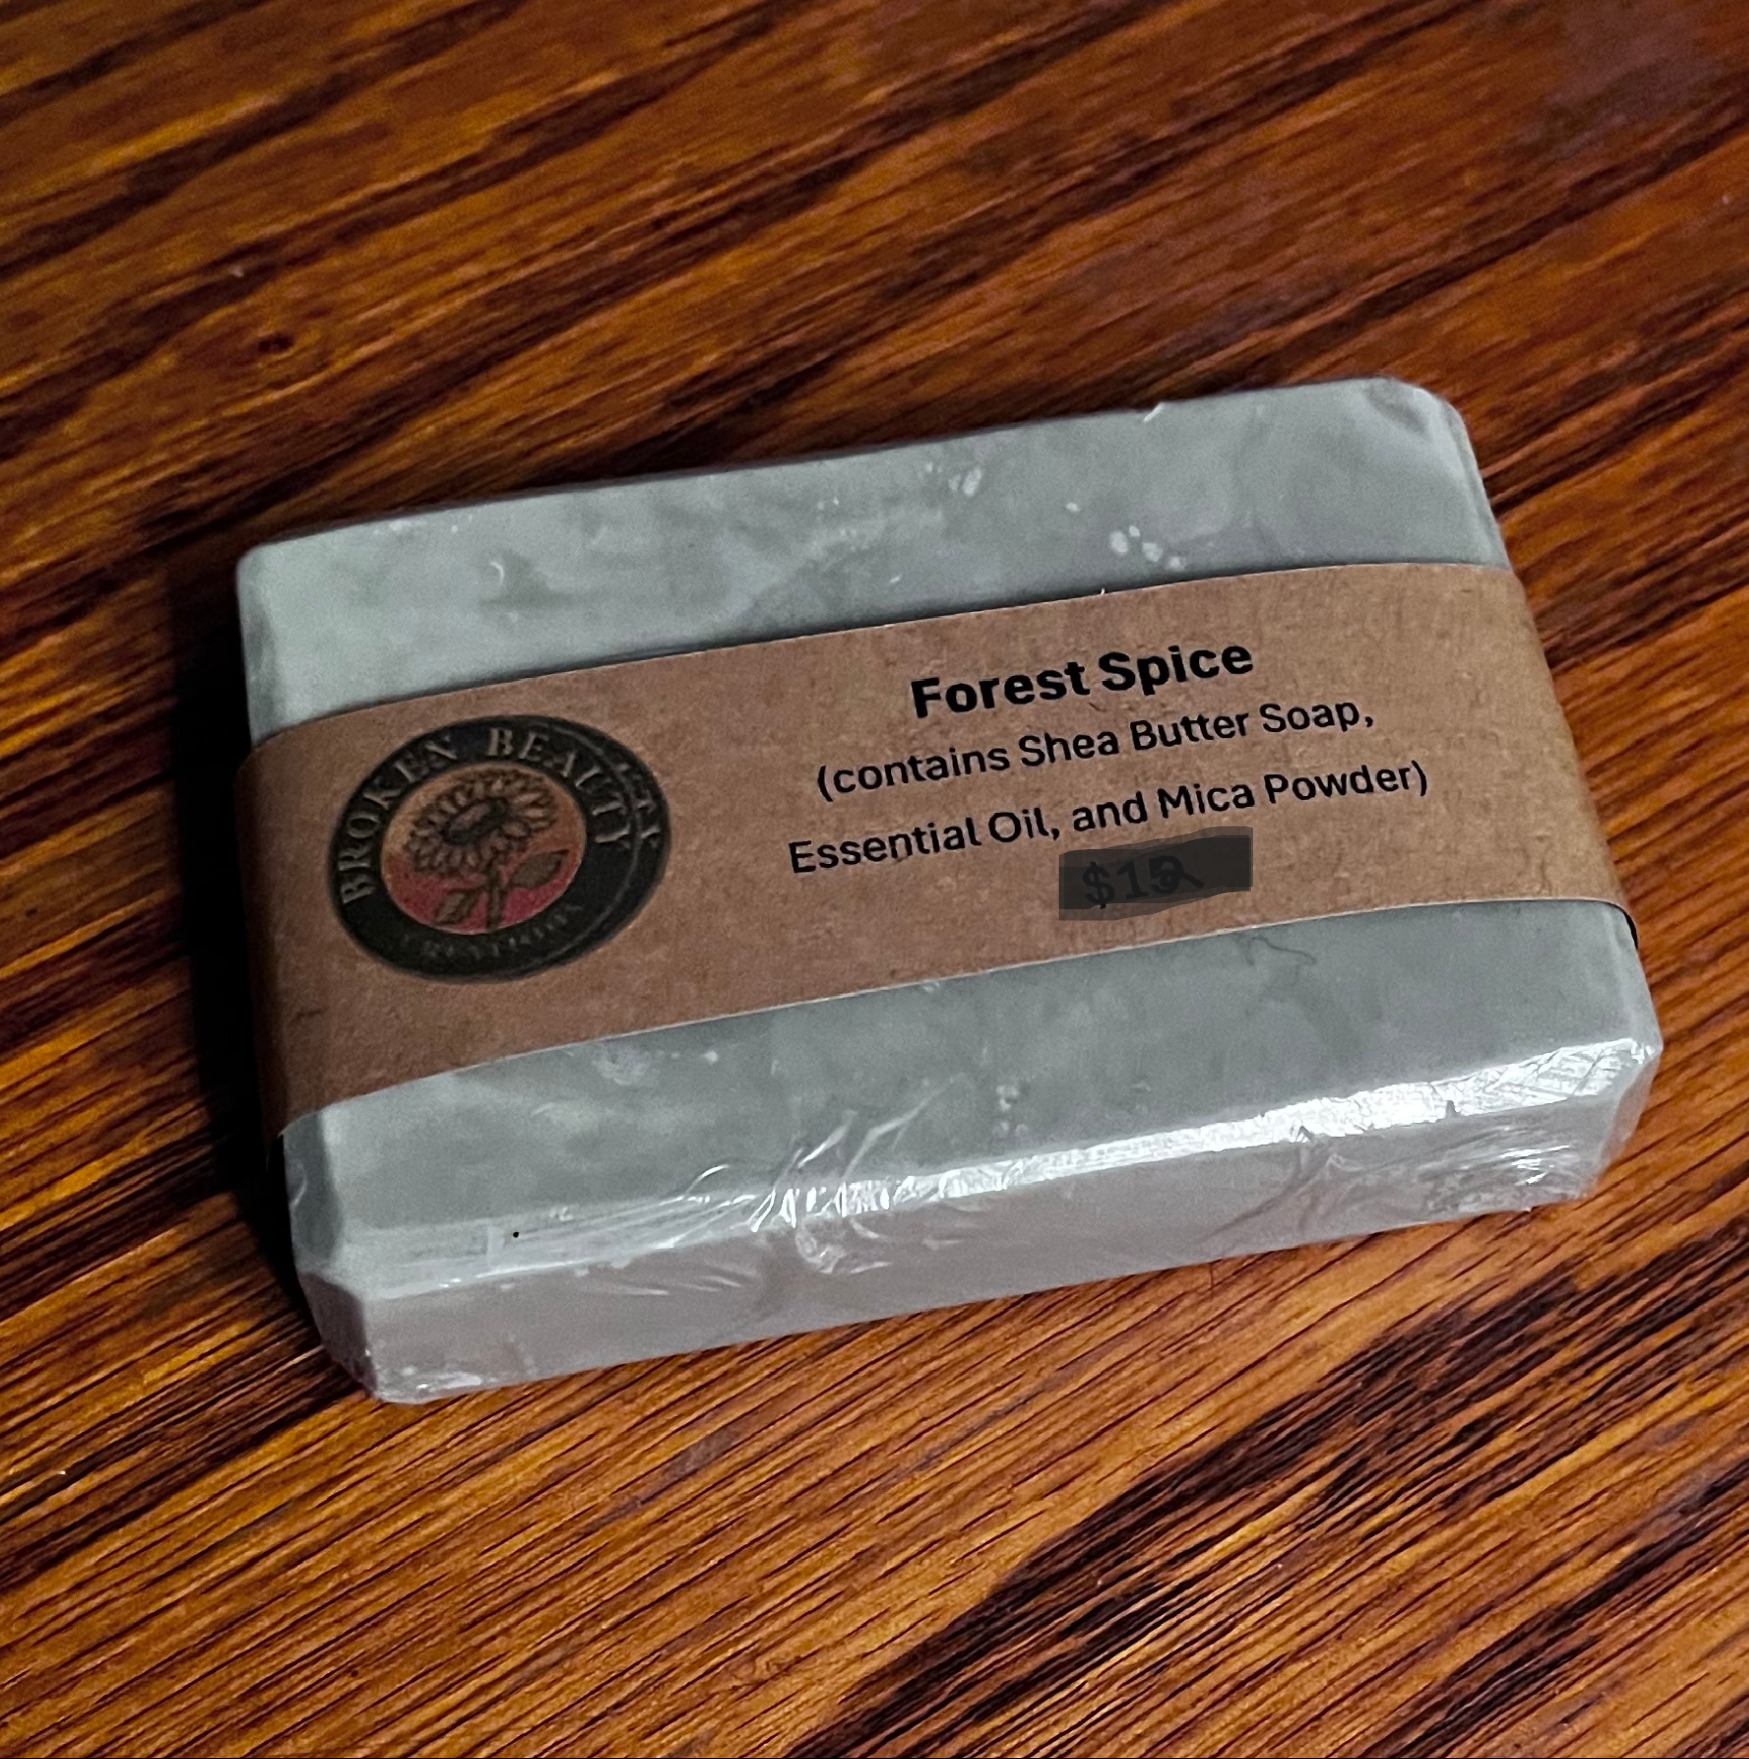 BROKEN BEAUTY
Forest Spice
(contains Shea Butter Soap,
Essential Oil, and Mica Powder)